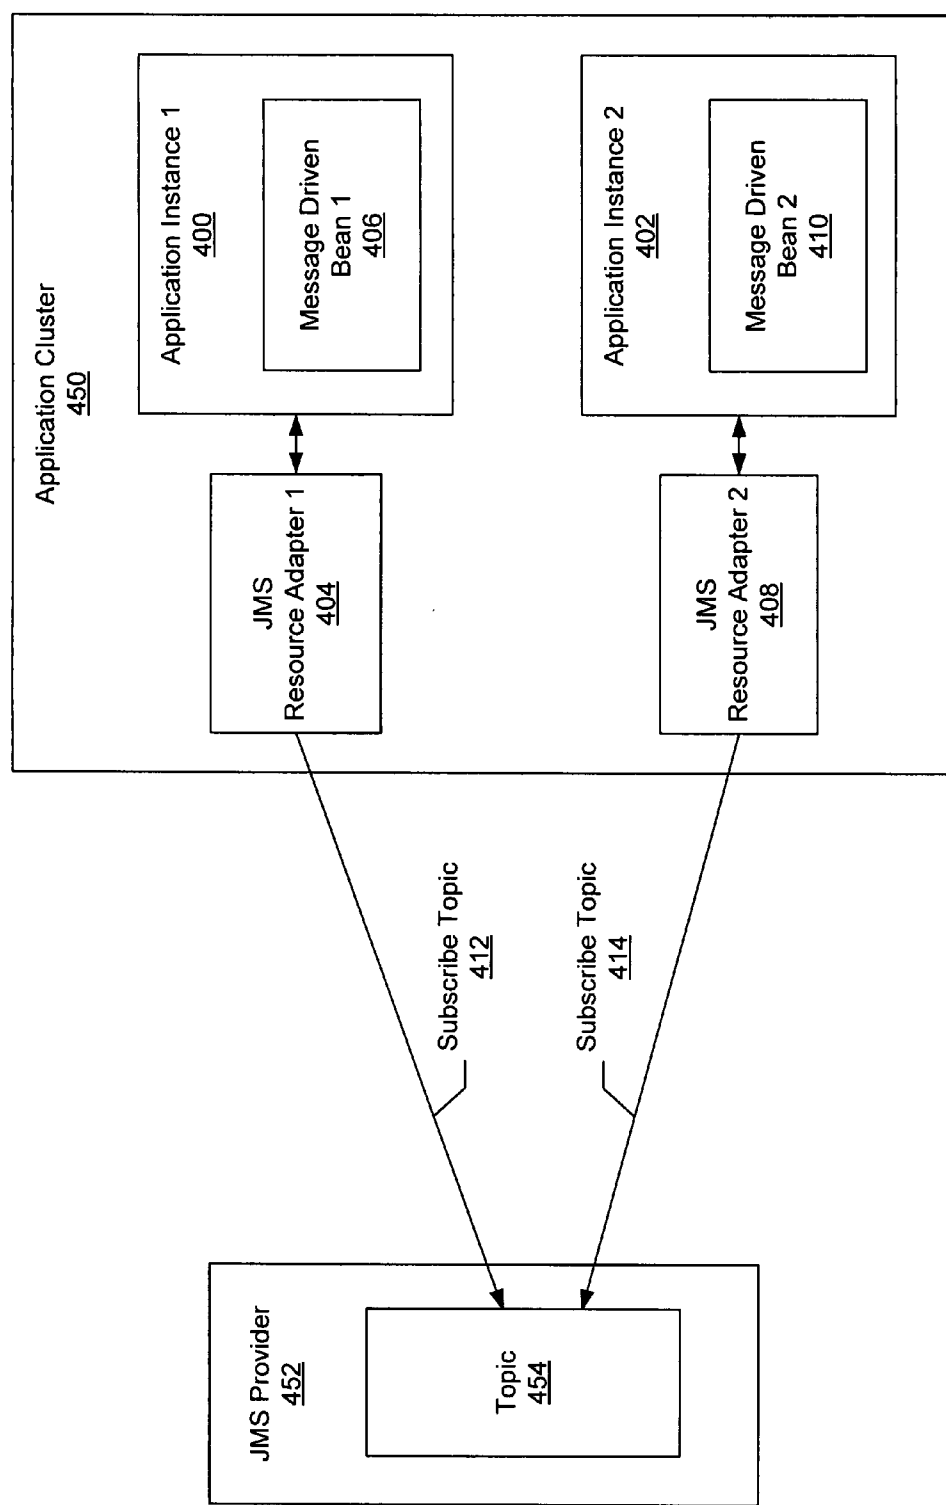 Application Cluster
450
Application Instance 1
400
Message Driven
Bean 1
406
JMS
Resource Adapter 1
404
Application Instance 2
402
Message Driven
Bean 2
410
JMS
Resource Adapter 2
408
Subscribe Topic
412
Subscribe Topic
414
JMS Provider
452
Topic
454